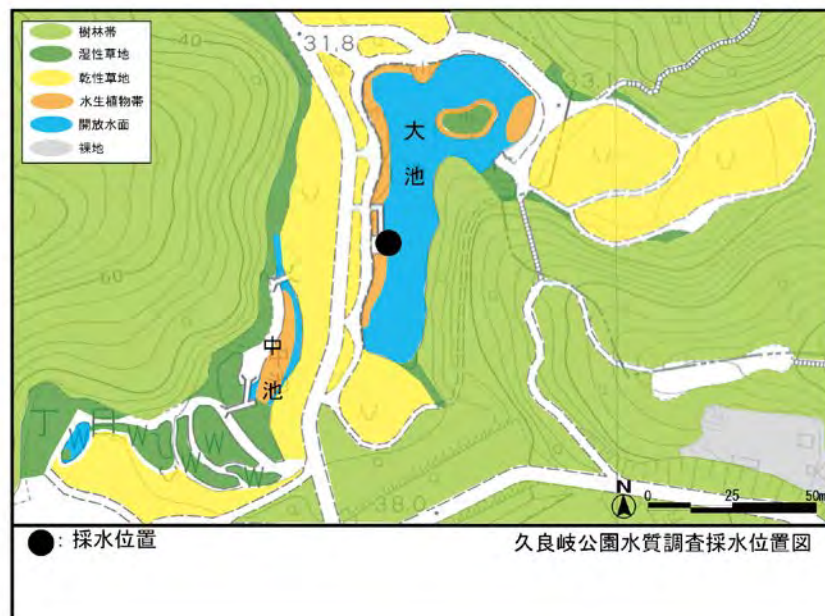 樹林帯
湿性草地
乾性草地
水生植物帯
開放水面
裸地
40
31.8
33.1
大池
60
中池
丁目
W
W
W
W
W
38.0
N
0 25 50m
●: 採水位置
久良岐公園水質調査採水位置図